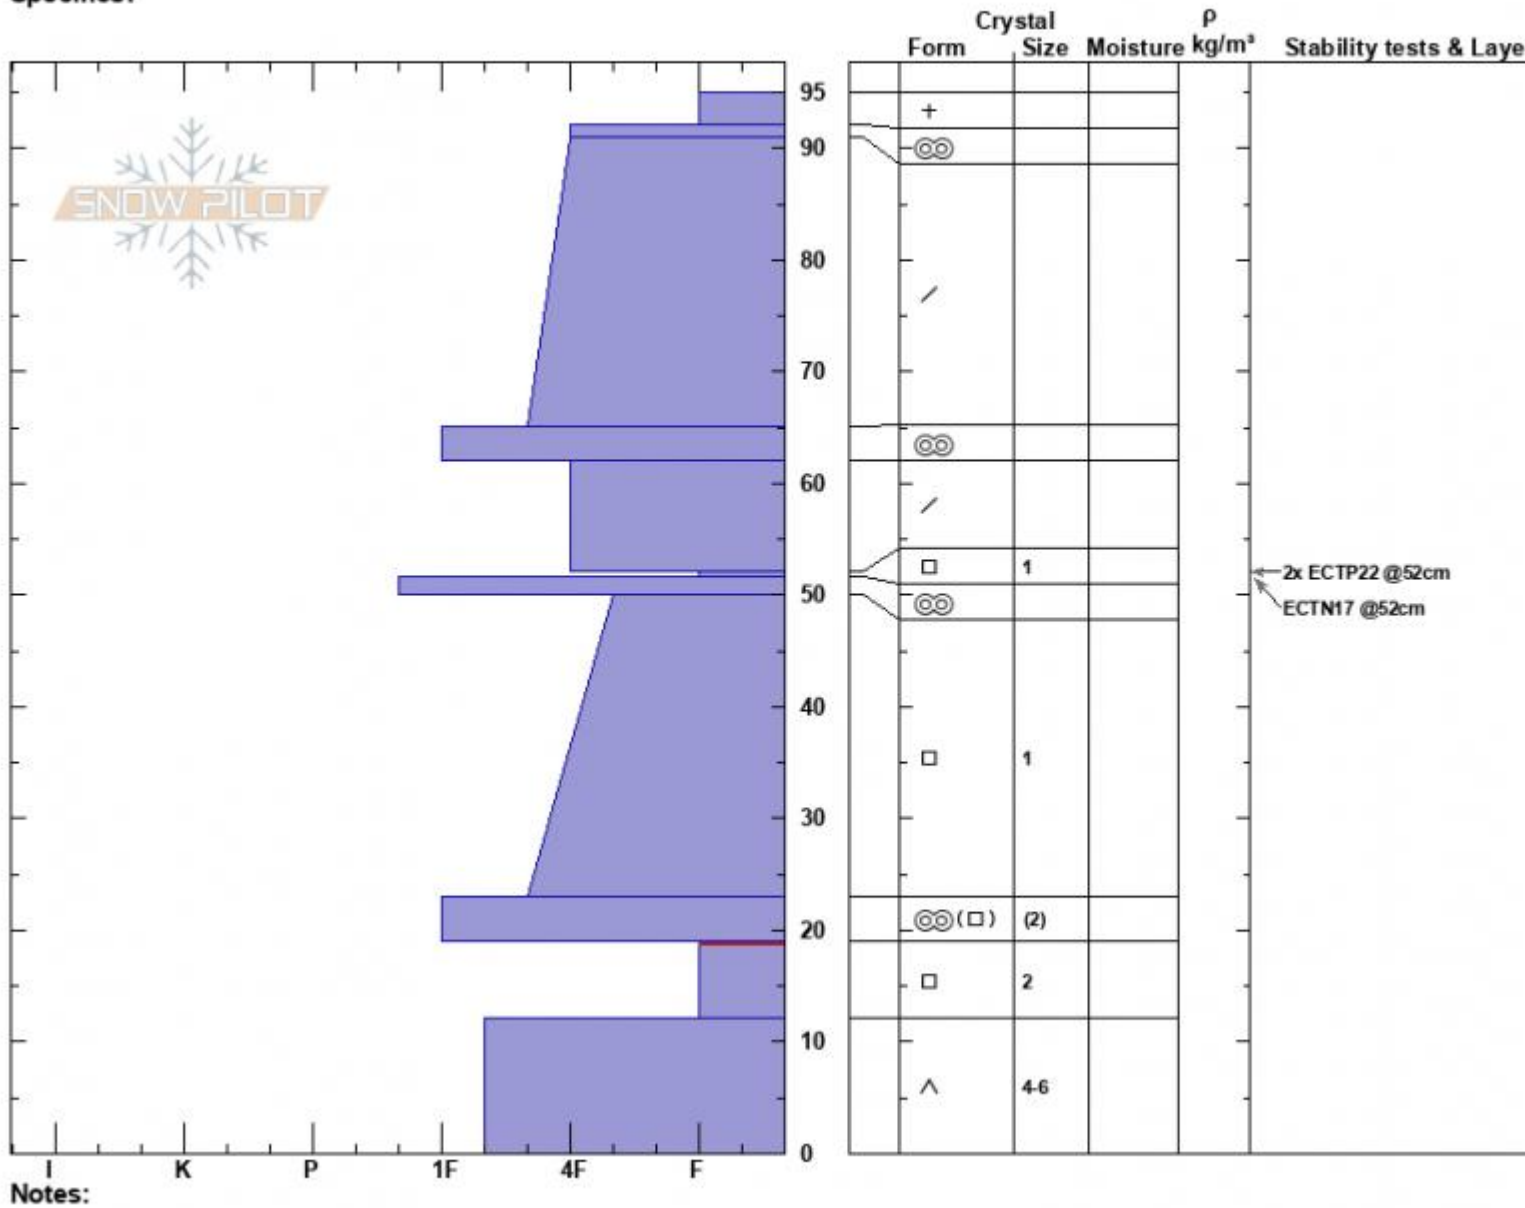 Specifics:
Crystal
Form Size Moisture
ρ
kg/m³
Stability tests & Laye
SNOW PILOT
95
90
80
70
60
50
40
30
20
10
0
+
1
1
(2)
2
4-6
2x ECTP22 @52cm
ECTN17 @52cm
I K P 1F 4F F
Notes: